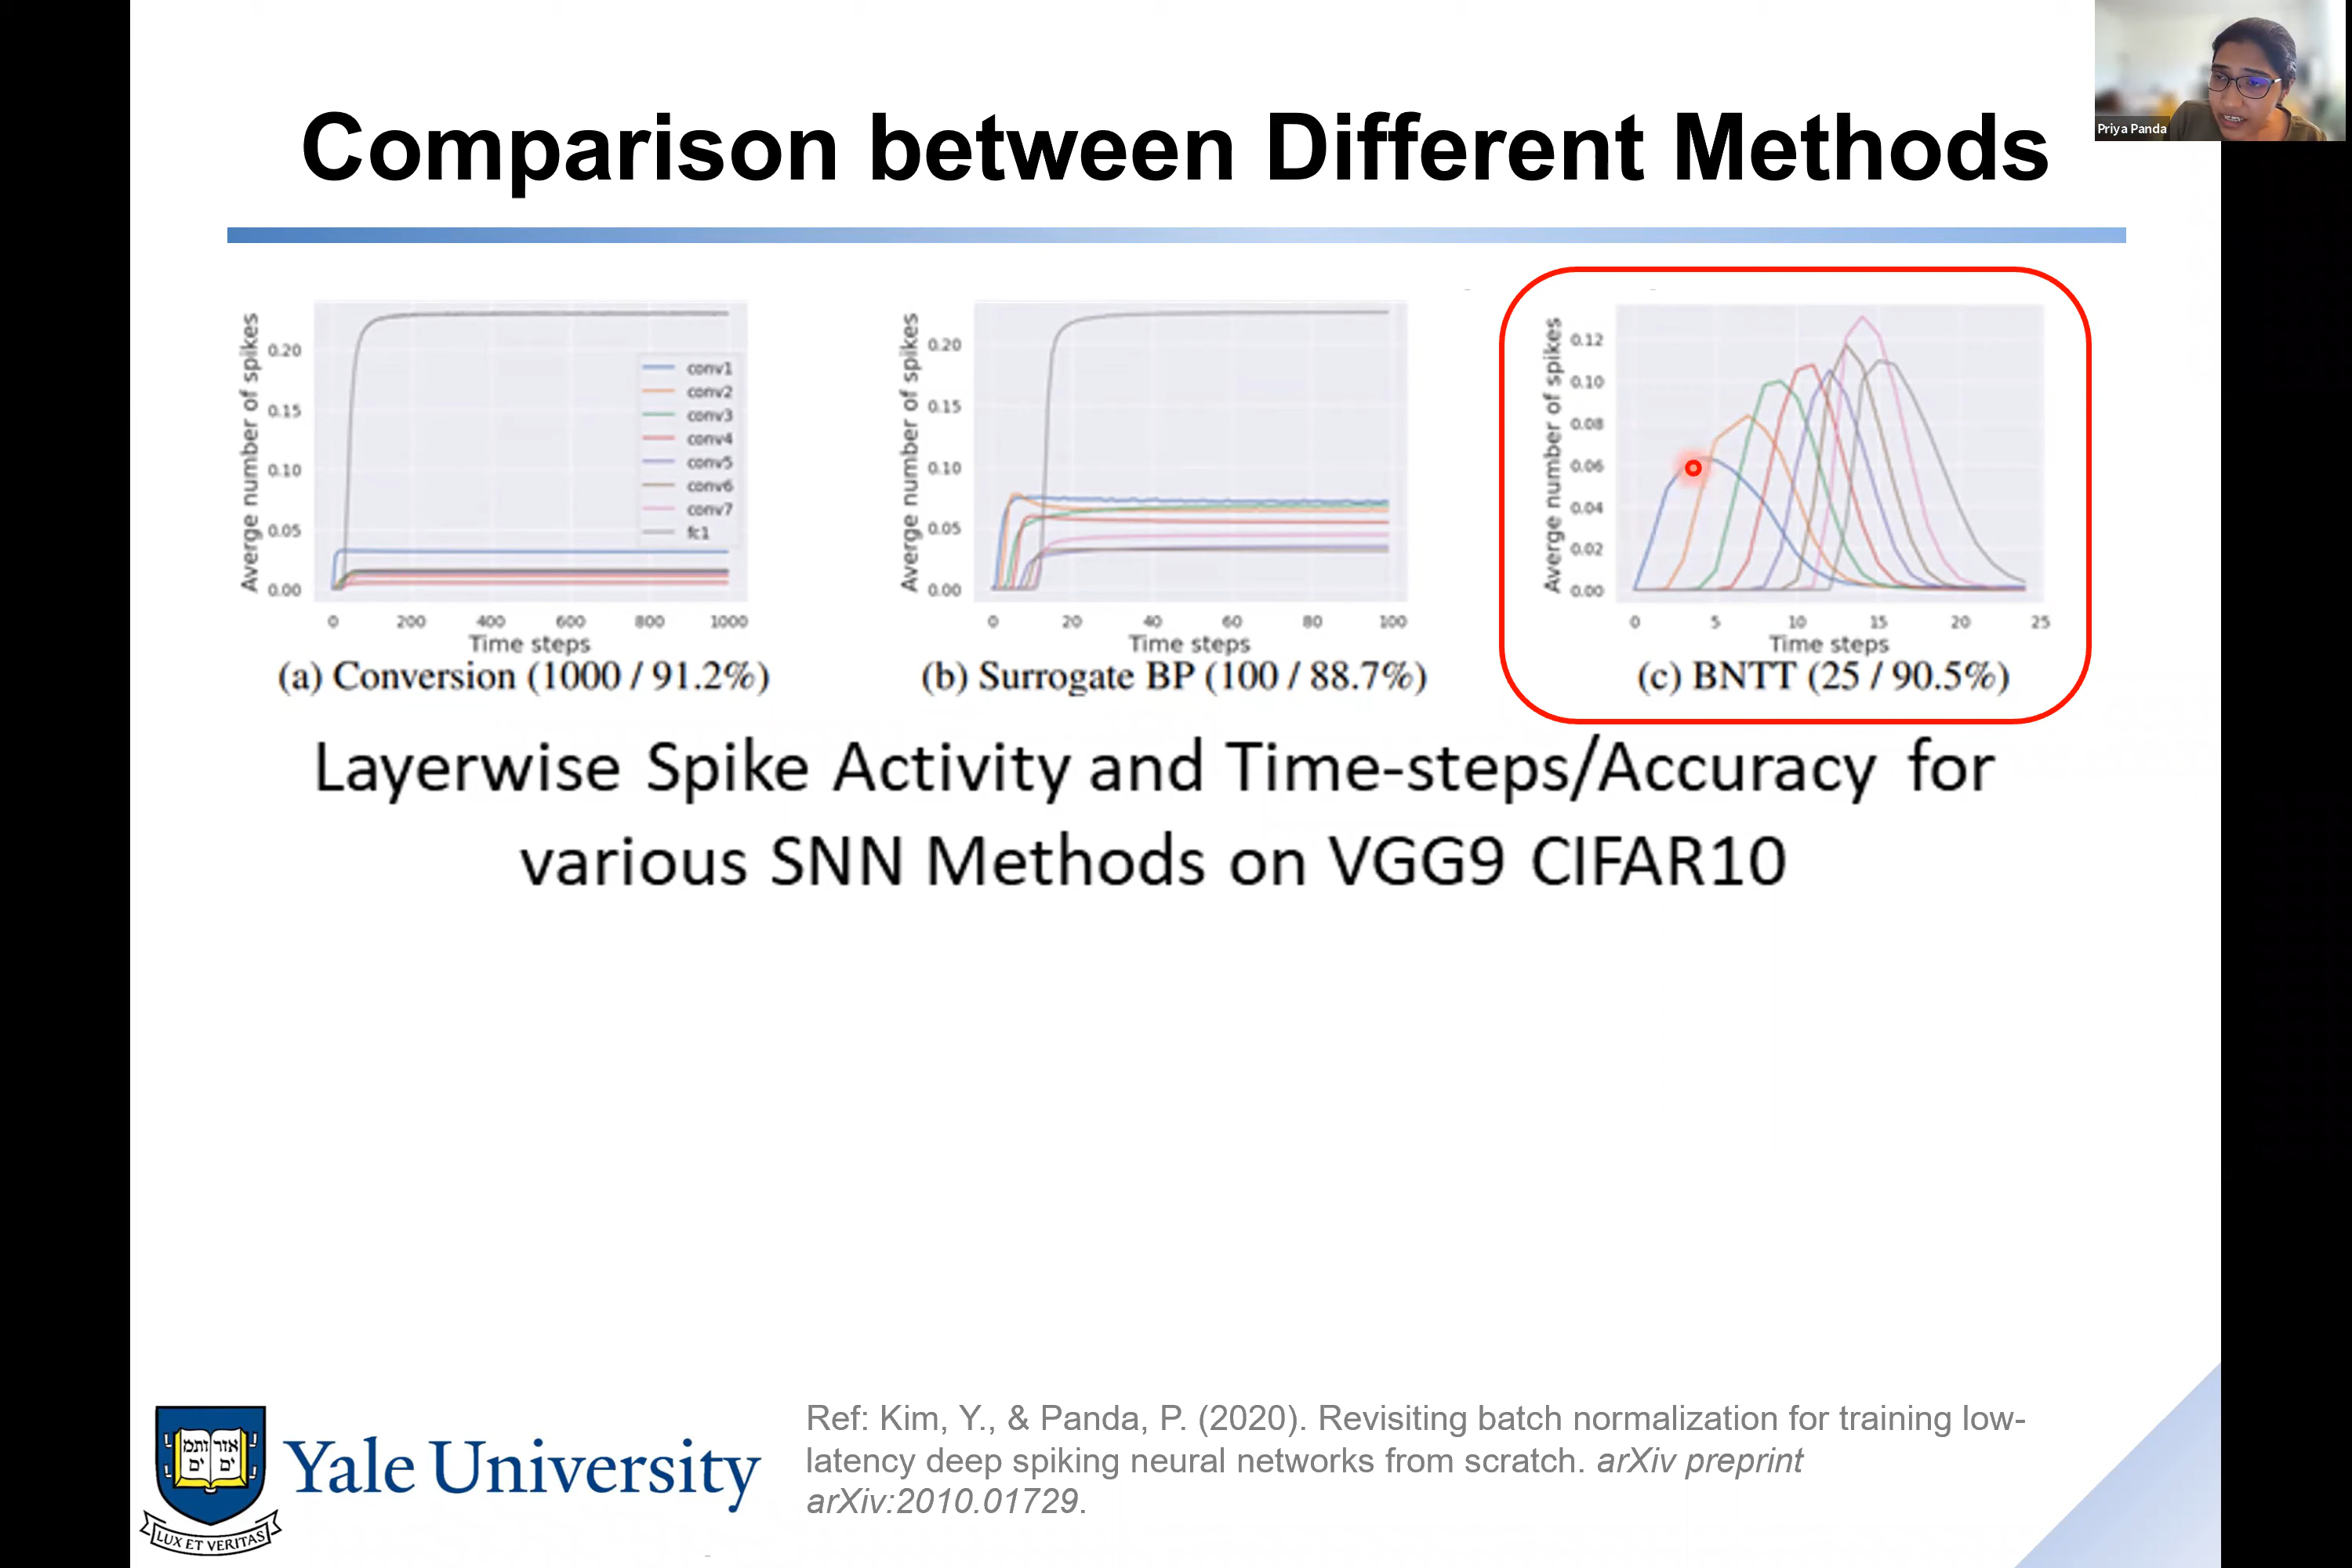 Priya Panda
Comparison between Different Methods
Averge number of spikes
0.20
0.15
0.10
0.05
0.00
conv1
conv2
conv3
conv4
conv5
conv6
conv7
fc1
0 200 400 600 800 1000
Time steps
(a) Conversion (1000 / 91.2%)
Averge number of spikes
0.20
0.15
0.10
0.05
0.00
0 20 40 60 80 100
Time steps
(b) Surrogate BP (100 / 88.7%)
Averge number of spikes
0.12
0.10
0.08
0.06
0.04
0.02
0.00
0 5 10 15 20 25
Time steps
(c) BNTT (25 / 90.5%)
Layerwise Spike Activity and Time-steps/Accuracy for
various SNN Methods on VGG9 CIFAR10
LUX ET VERITAS
Yale University
Ref: Kim, Y., & Panda, P. (2020). Revisiting batch normalization for training low-
latency deep spiking neural networks from scratch. arXiv preprint
arXiv:2010.01729.